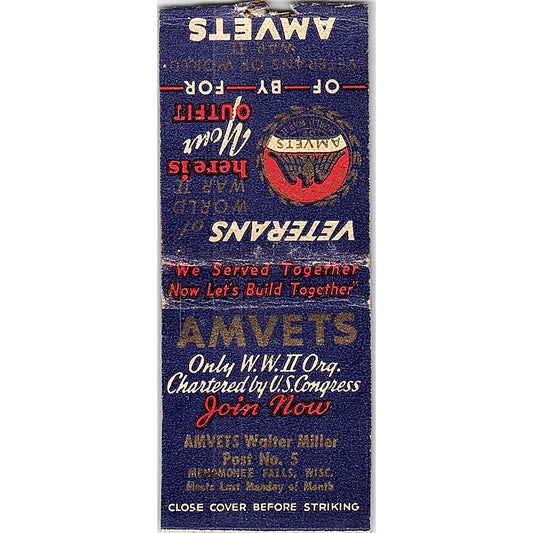 VETERANS of
WORLD
WAR II
here is
Your
OUTFIT
AMVETS
OF — BY — FOR
VETERANS OF WORLD
WAR II
AMVETS
"We Served Together
Now Let's Build Together"
AMVETS
Only W.W.II Org.
Chartered by U.S. Congress
Join Now
AMVETS Walter Miller
Post No. 5
MENOMONEE FALLS, WISC.
Meets Last Monday of Month
CLOSE COVER BEFORE STRIKING